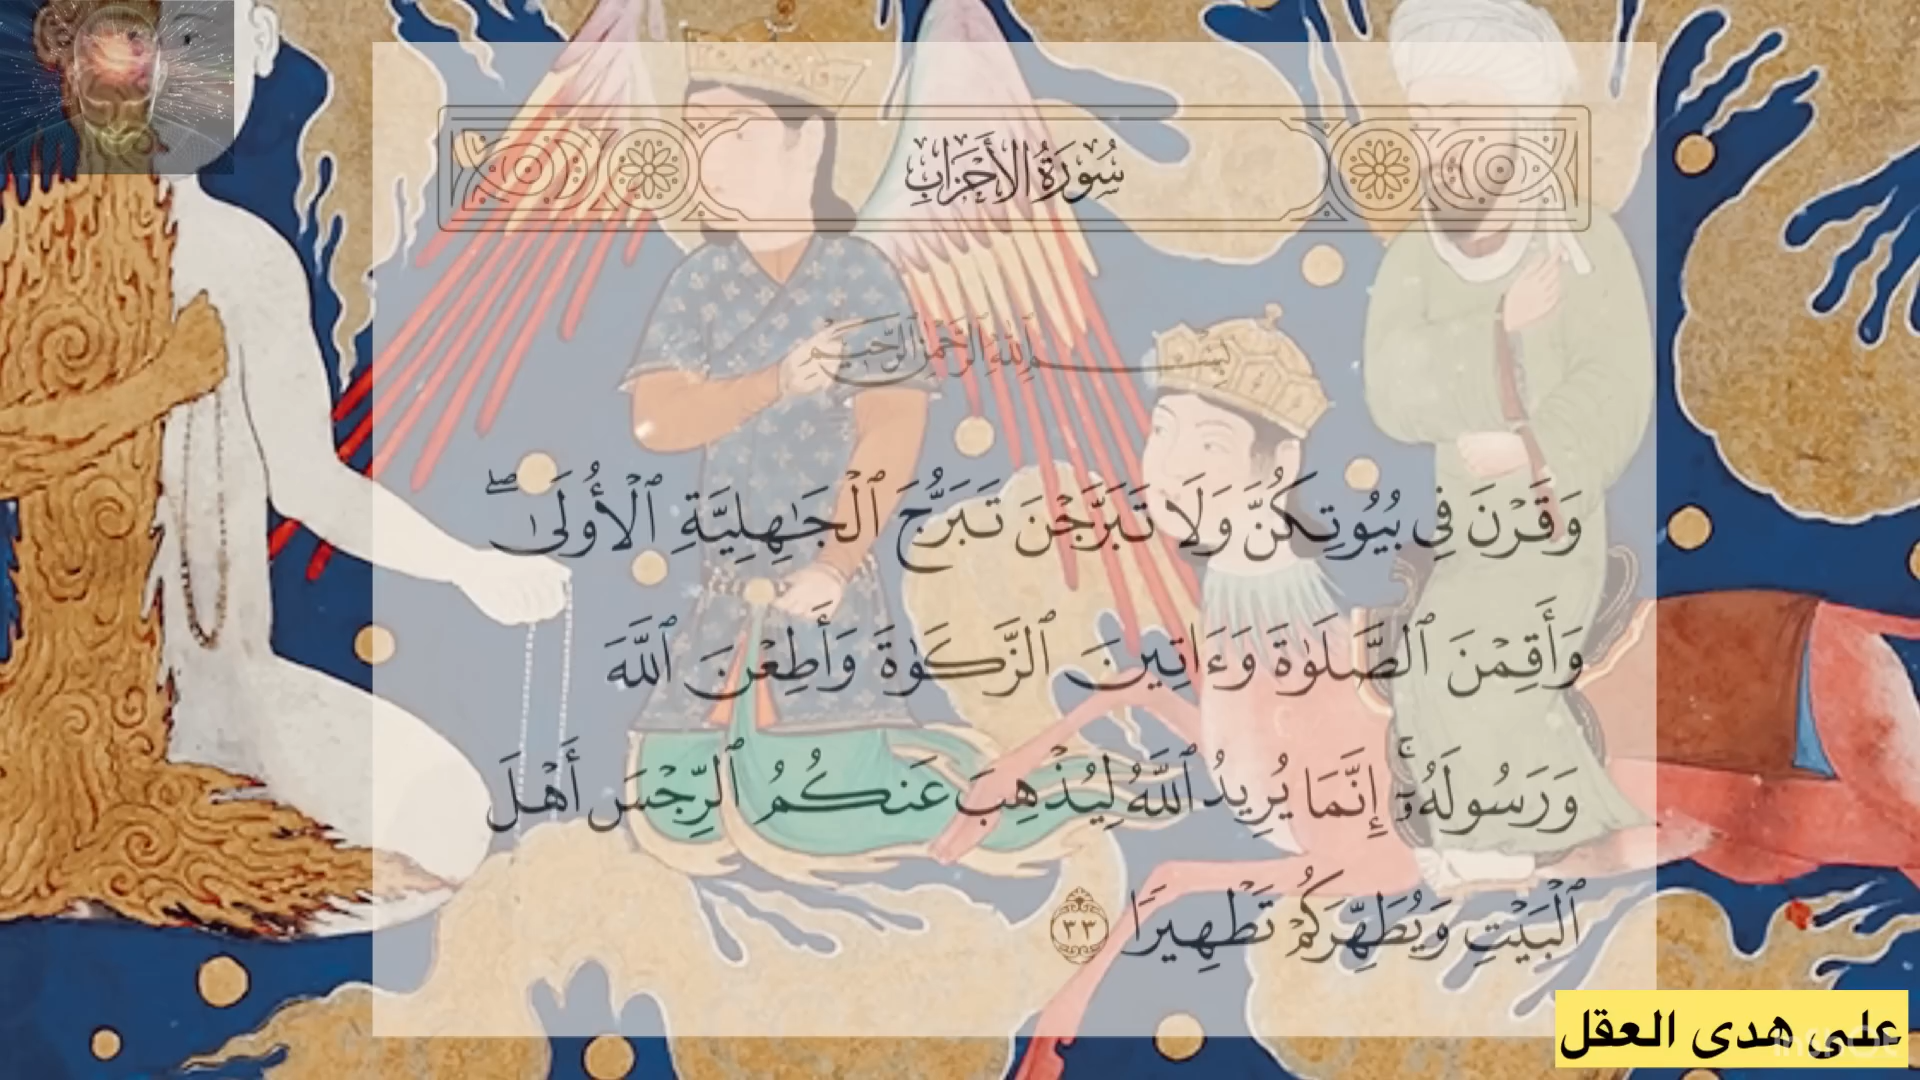 سُورَةُ الأَحْزَابِ
بِسْمِ ٱللَّهِ ٱلرَّحْمَٰنِ ٱلرَّحِيمِ
وَقَرْنَ فِى بُيُوتِكُنَّ وَلَا تَبَرَّجْنَ تَبَرُّجَ ٱلْجَٰهِلِيَّةِ ٱلْأُولَىٰ ۖ
وَأَقِمْنَ ٱلصَّلَوٰةَ وَءَاتِينَ ٱلزَّكَوٰةَ وَأَطِعْنَ ٱللَّهَ
وَرَسُولَهُۥٓ ۚ إِنَّمَا يُرِيدُ ٱللَّهُ لِيُذْهِبَ عَنكُمُ ٱلرِّجْسَ أَهْلَ
ٱلْبَيْتِ وَيُطَهِّرَكُمْ تَطْهِيرًا ٣٣
على هدى العقل